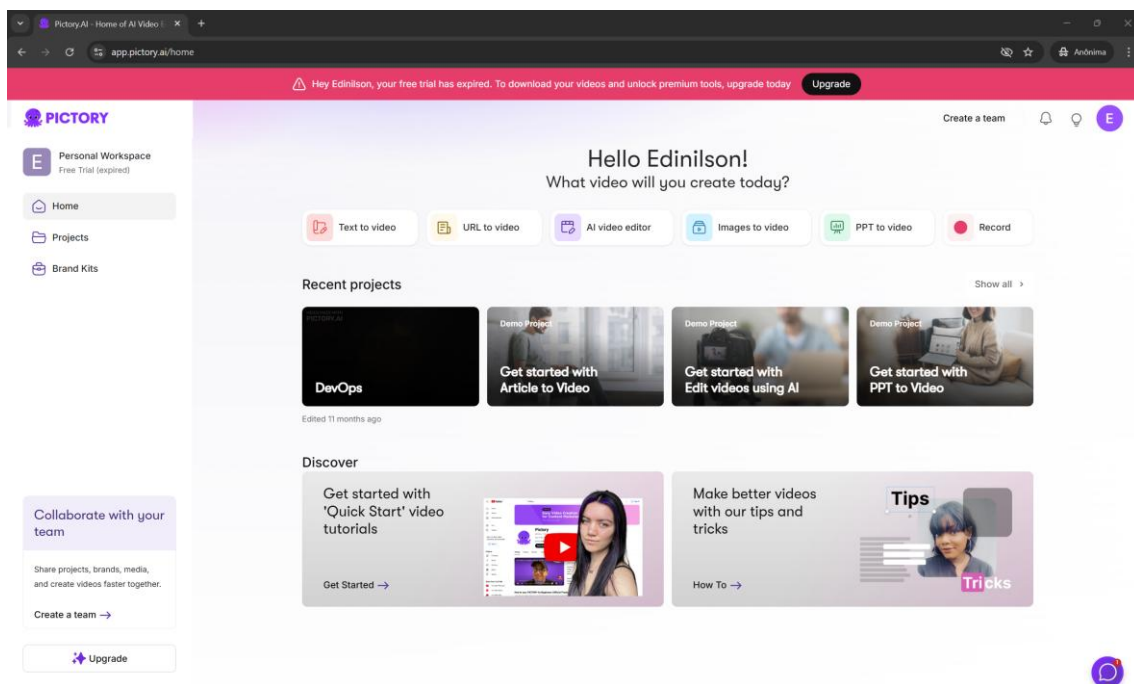 Pictory.AI - Home of AI Video
app.pictory.ai/home
Anônima
Hey Edinilson, your free trial has expired. To download your videos and unlock premium tools, upgrade today
Upgrade
PICTORY
Create a team
E
E
Personal Workspace
Free Trial (expired)
Hello Edinilson!
What video will you create today?
Home
Projects
Brand Kits
Text to video
URL to video
AI video editor
Images to video
PPT to video
Record
Recent projects
Show all
PICTORY.AI
DevOps
Edited 11 months ago
Demo Project
Get started with
Article to Video
Demo Project
Get started with
Edit videos using AI
Demo Project
Get started with
PPT to Video
Discover
Get started with
'Quick Start' video
tutorials
Get Started →
Make better videos
with our tips and
tricks
How To →
Tips
Tricks
Collaborate with your
team
Share projects, brands, media,
and create videos faster together.
Create a team →
Upgrade